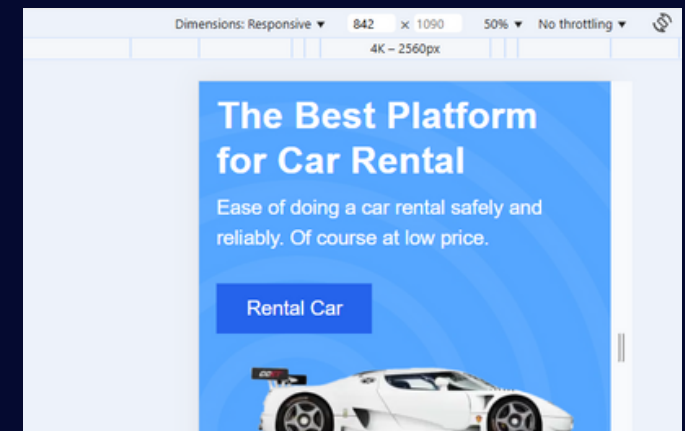 Dimensions: Responsive ▼ 842 × 1090 50% ▼ No throttling ▼
4K – 2560px
The Best Platform
for Car Rental
Ease of doing a car rental safely and
reliably. Of course at low price.
Rental Car